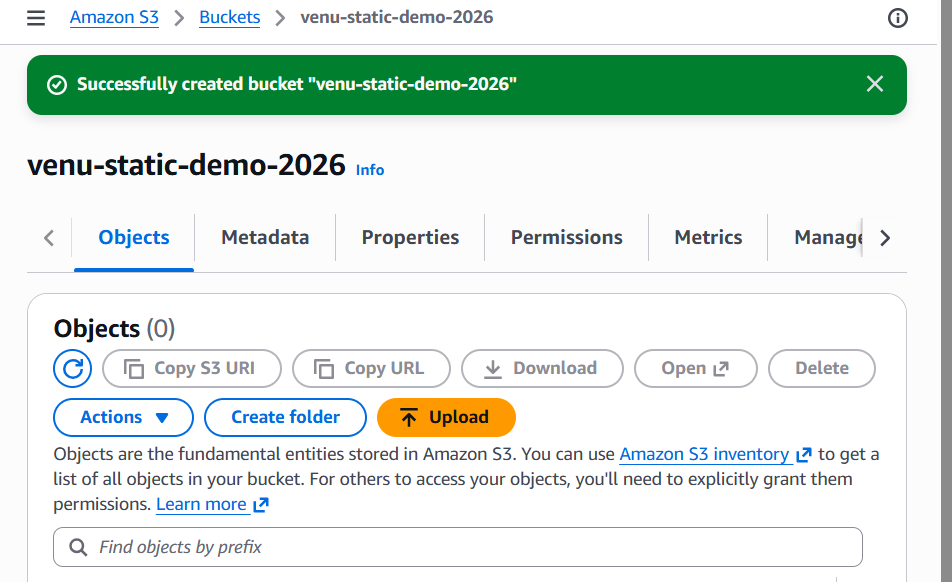 Amazon S3 > Buckets > venu-static-demo-2026
Successfully created bucket "venu-static-demo-2026"
venu-static-demo-2026 Info
Objects Metadata Properties Permissions Metrics Manage
Objects (0)
Copy S3 URI Copy URL Download Open Delete
Actions Create folder Upload
Objects are the fundamental entities stored in Amazon S3. You can use Amazon S3 inventory to get a
list of all objects in your bucket. For others to access your objects, you'll need to explicitly grant them
permissions. Learn more
Find objects by prefix